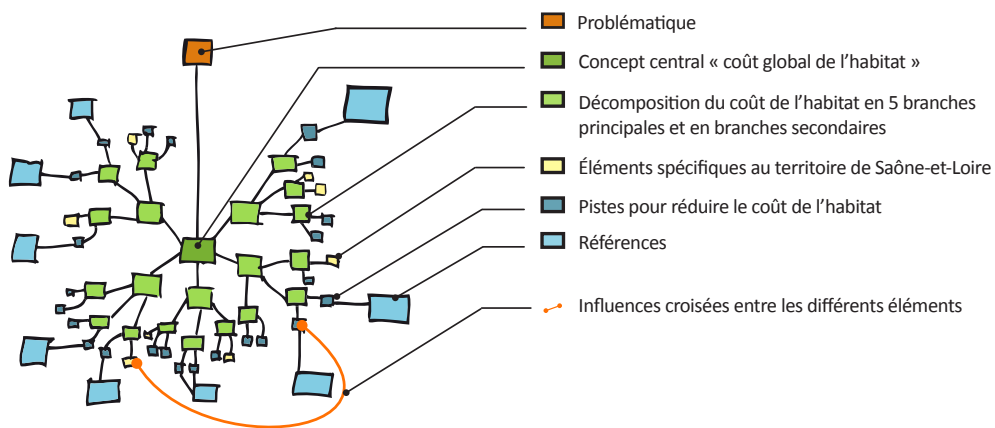 Problématique
Concept central « coût global de l’habitat »
Décomposition du coût de l’habitat en 5 branches
principales et en branches secondaires
Éléments spécifiques au territoire de Saône-et-Loire
Pistes pour réduire le coût de l’habitat
Références
Influences croisées entre les différents éléments